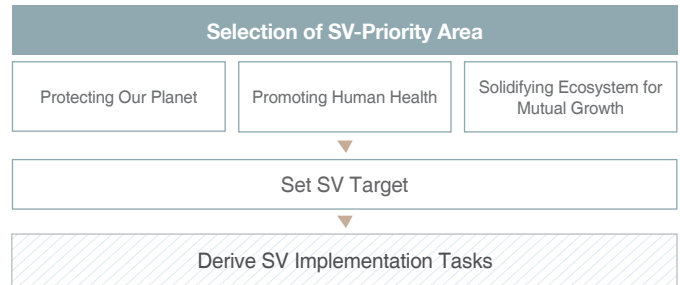 Selection of SV-Priority Area
Protecting Our Planet
Promoting Human Health
Solidifying Ecosystem for
Mutual Growth
Set SV Target
Derive SV Implementation Tasks